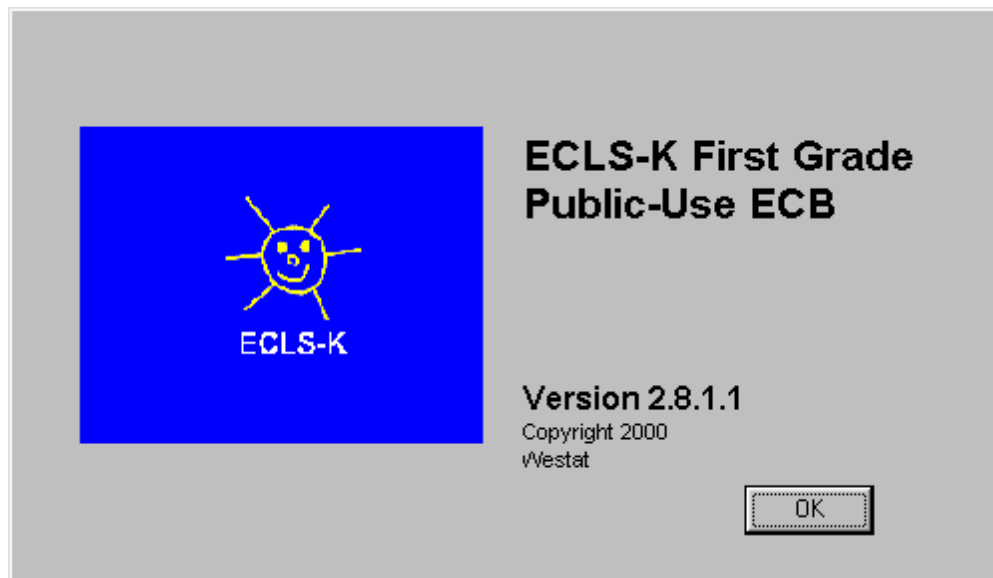 ECLS-K
ECLS-K First Grade
Public-Use ECB
Version 2.8.1.1
Copyright 2000
Westat
OK